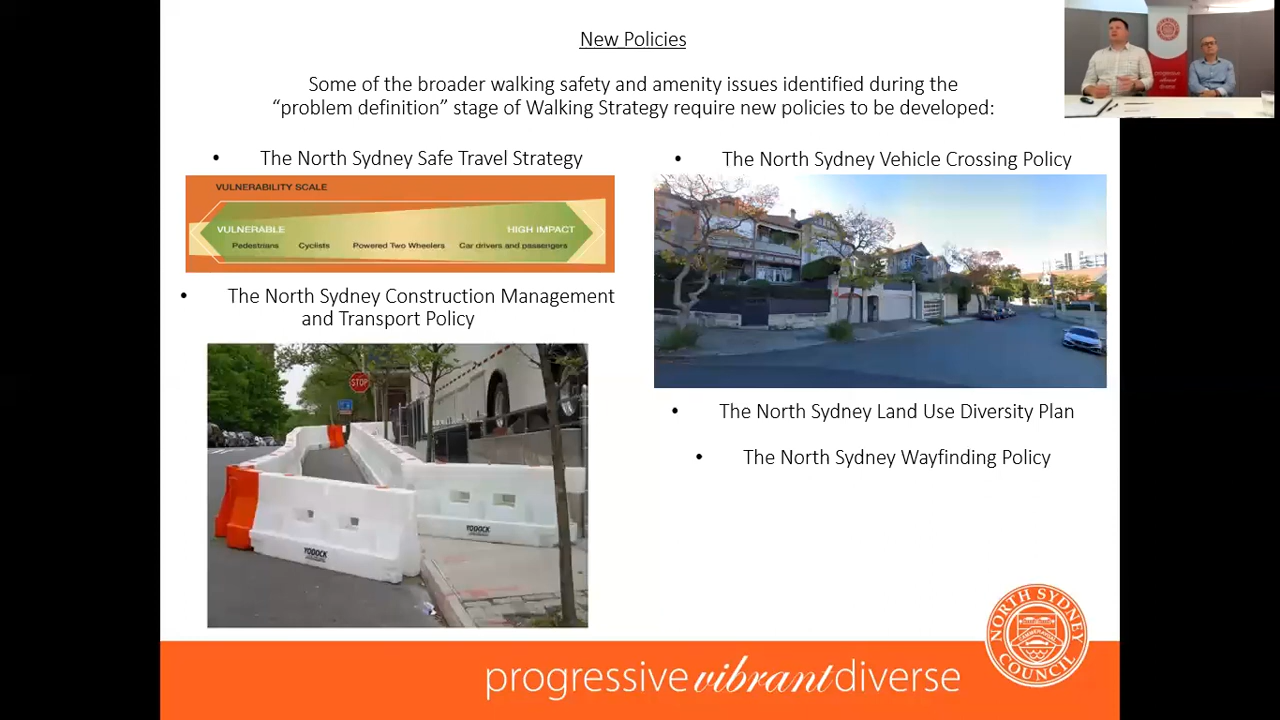 New Policies
Some of the broader walking safety and amenity issues identified during the
“problem definition” stage of Walking Strategy require new policies to be developed:
• The North Sydney Safe Travel Strategy
VULNERABILITY SCALE
VULNERABLE HIGH IMPACT
Pedestrians Cyclists Powered Two Wheelers Car drivers and passengers
• The North Sydney Construction Management
and Transport Policy
STOP
YODOCK
YODOCK
• The North Sydney Vehicle Crossing Policy
• The North Sydney Land Use Diversity Plan
• The North Sydney Wayfinding Policy
NORTH SYDNEY
COUNCIL
progressivevibrantdiverse
progressive
vibrant
diverse